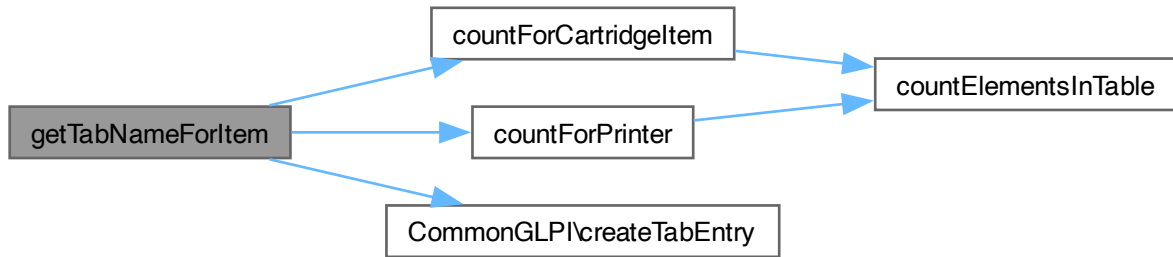 countForCartridgeItem
countElementsInTable
getTabNameForItem
countForPrinter
CommonGLPI\createTabEntry